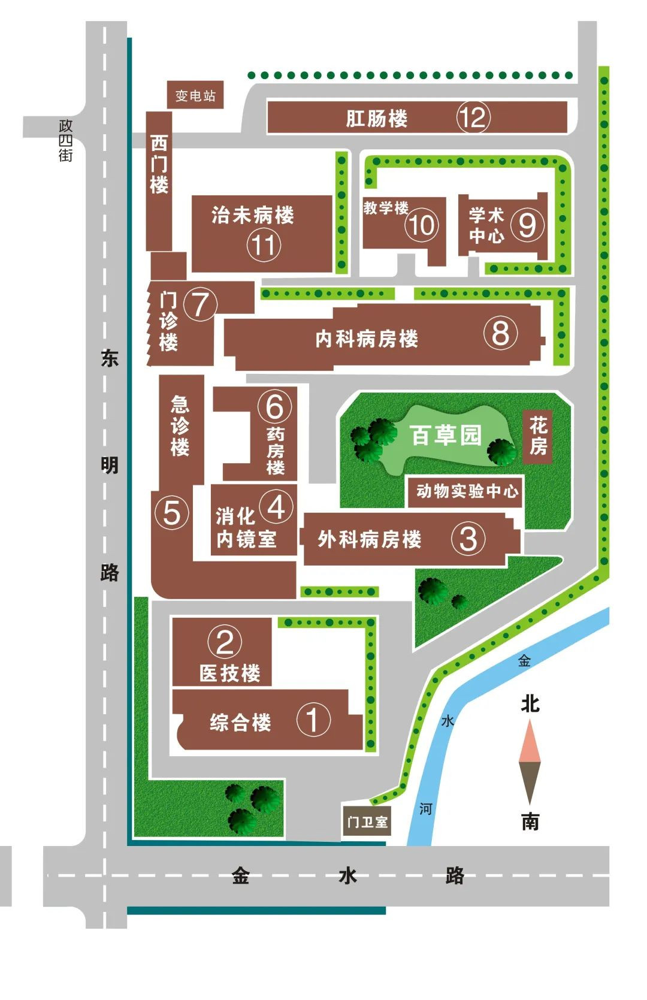 变电站
肛肠楼 ⑫
政四街
西门楼
治未病楼
⑪
教学楼
⑩
学术
中心
⑨
门诊楼
⑦
内科病房楼
⑧
东明路
急诊楼
⑤
⑥
药房楼
百草园
花房
动物实验中心
消化
内镜室
④
外科病房楼 ③
②
医技楼
综合楼 ①
金水河
北
南
门卫室
金水路